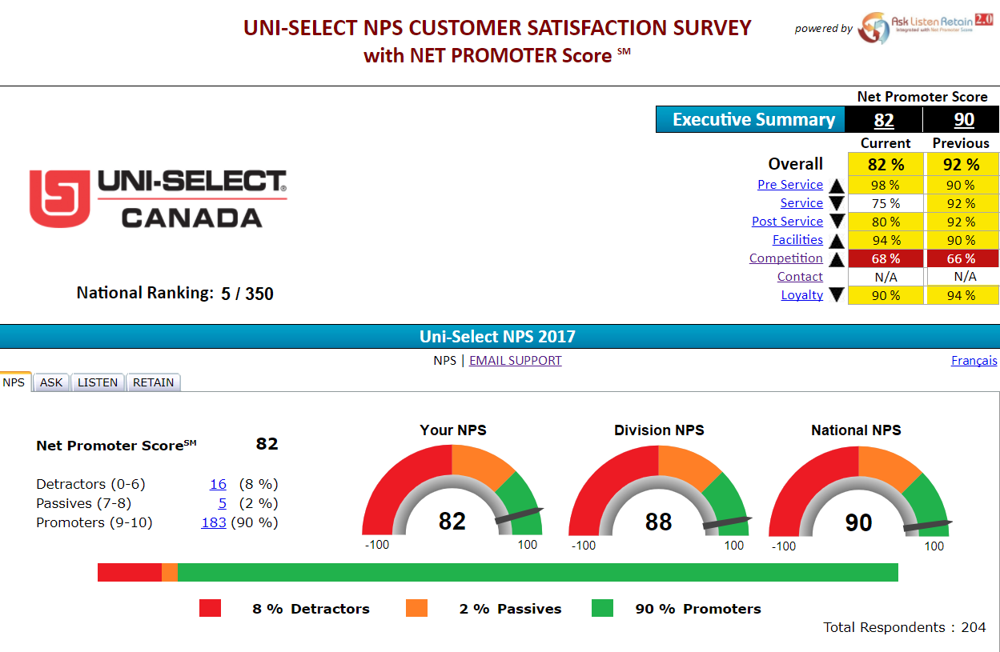 UNI-SELECT NPS CUSTOMER SATISFACTION SURVEY
with NET PROMOTER Score SM
powered by Ask Listen Retain 2.0
Integrated with Net Promoter Score
Net Promoter Score
Executive Summary 82 90
Current Previous
Overall 82 % 92 %
Pre Service ▲ 98 % 90 %
Service ▼ 75 % 92 %
Post Service ▼ 80 % 92 %
Facilities ▲ 94 % 90 %
Competition ▲ 68 % 66 %
Contact N/A N/A
Loyalty ▼ 90 % 94 %
UNI-SELECT®
CANADA
National Ranking: 5 / 350
Uni-Select NPS 2017
NPS | EMAIL SUPPORT
Français
NPS ASK LISTEN RETAIN
Net Promoter Score SM 82
Detractors (0-6) 16 (8 %)
Passives (7-8) 5 (2 %)
Promoters (9-10) 183 (90 %)
Your NPS
82
-100 100
Division NPS
88
-100 100
National NPS
90
-100 100
8 % Detractors 2 % Passives 90 % Promoters
Total Respondents : 204